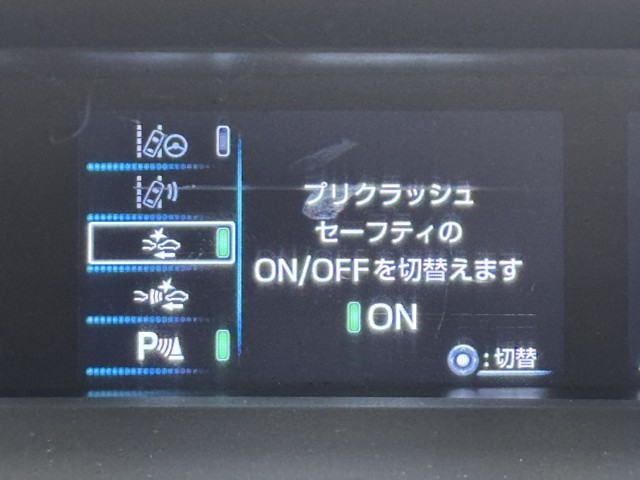 プリクラッシュ
セーフティの
ON/OFFを切替えます
ON
P
:切替